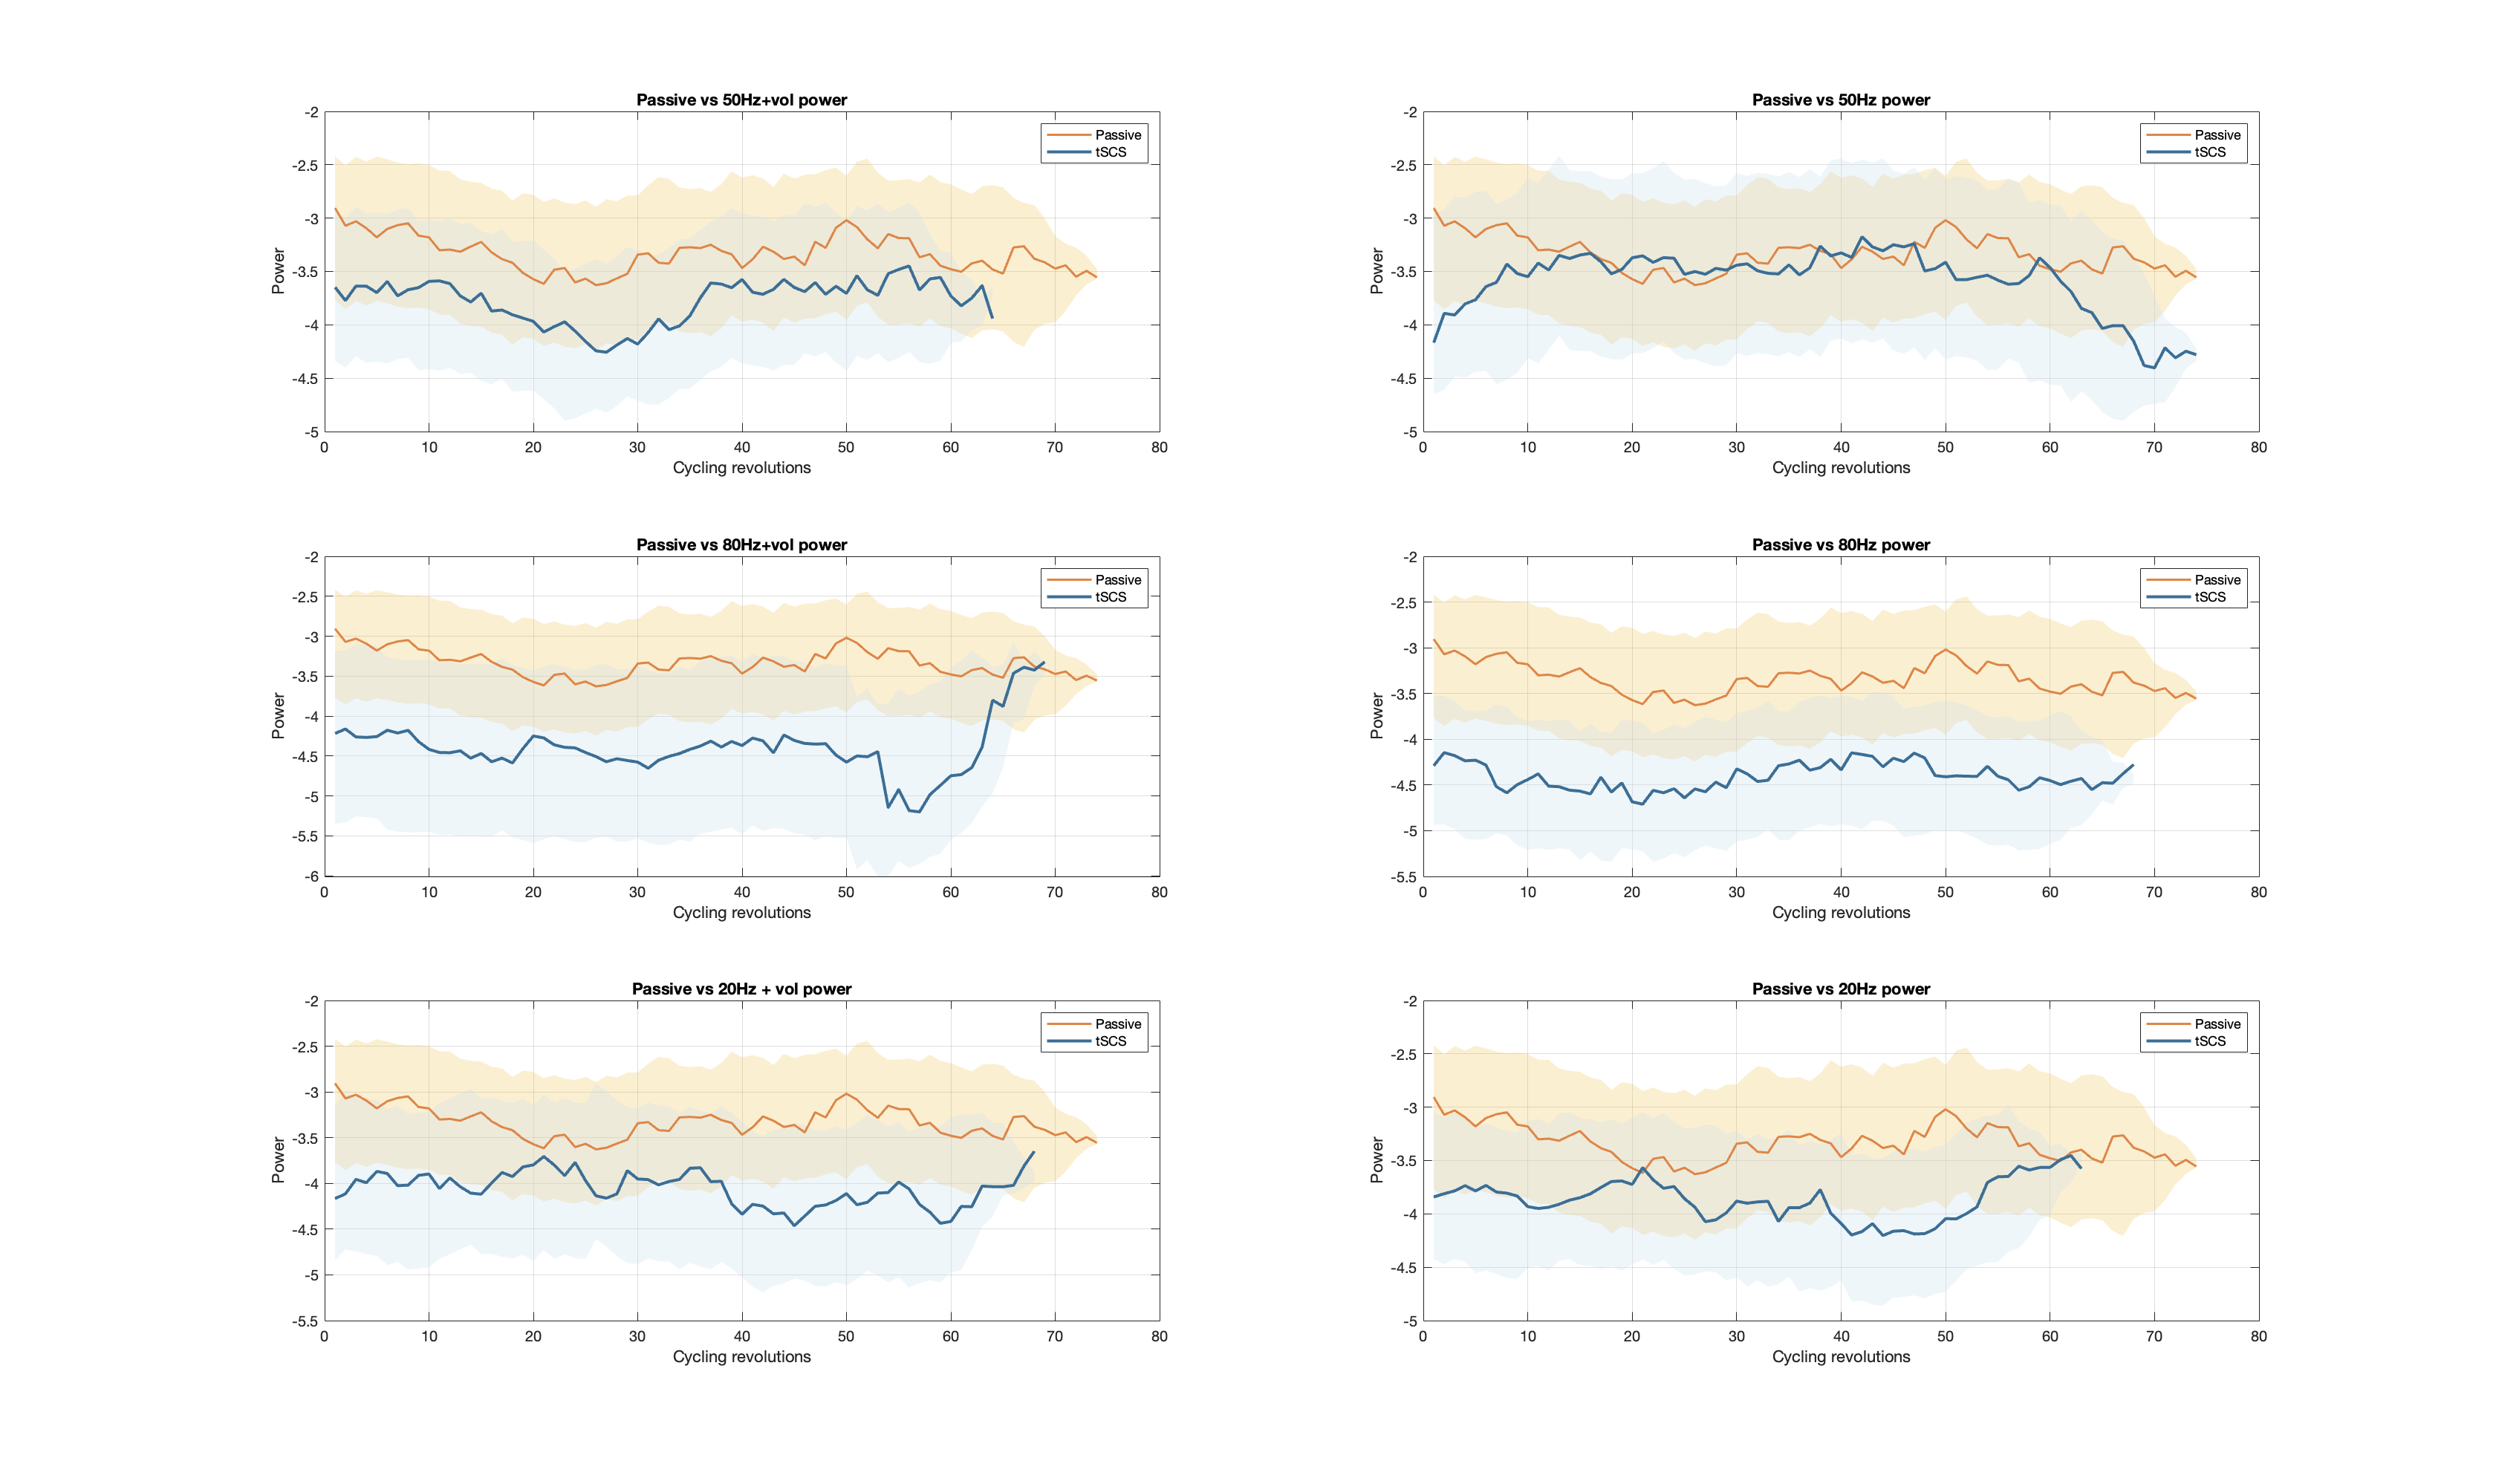 Passive vs 50Hz+vol power
-2
-2.5
-3
-3.5
-4
-4.5
-5
Power
0 10 20 30 40 50 60 70 80
Cycling revolutions
Passive
tSCS
Passive vs 50Hz power
-2
-2.5
-3
-3.5
-4
-4.5
-5
Power
0 10 20 30 40 50 60 70 80
Cycling revolutions
Passive
tSCS
Passive vs 80Hz+vol power
-2
-2.5
-3
-3.5
-4
-4.5
-5
-5.5
-6
Power
0 10 20 30 40 50 60 70 80
Cycling revolutions
Passive
tSCS
Passive vs 80Hz power
-2
-2.5
-3
-3.5
-4
-4.5
-5
-5.5
Power
0 10 20 30 40 50 60 70 80
Cycling revolutions
Passive
tSCS
Passive vs 20Hz + vol power
-2
-2.5
-3
-3.5
-4
-4.5
-5
-5.5
Power
0 10 20 30 40 50 60 70 80
Cycling revolutions
Passive
tSCS
Passive vs 20Hz power
-2
-2.5
-3
-3.5
-4
-4.5
-5
Power
0 10 20 30 40 50 60 70 80
Cycling revolutions
Passive
tSCS